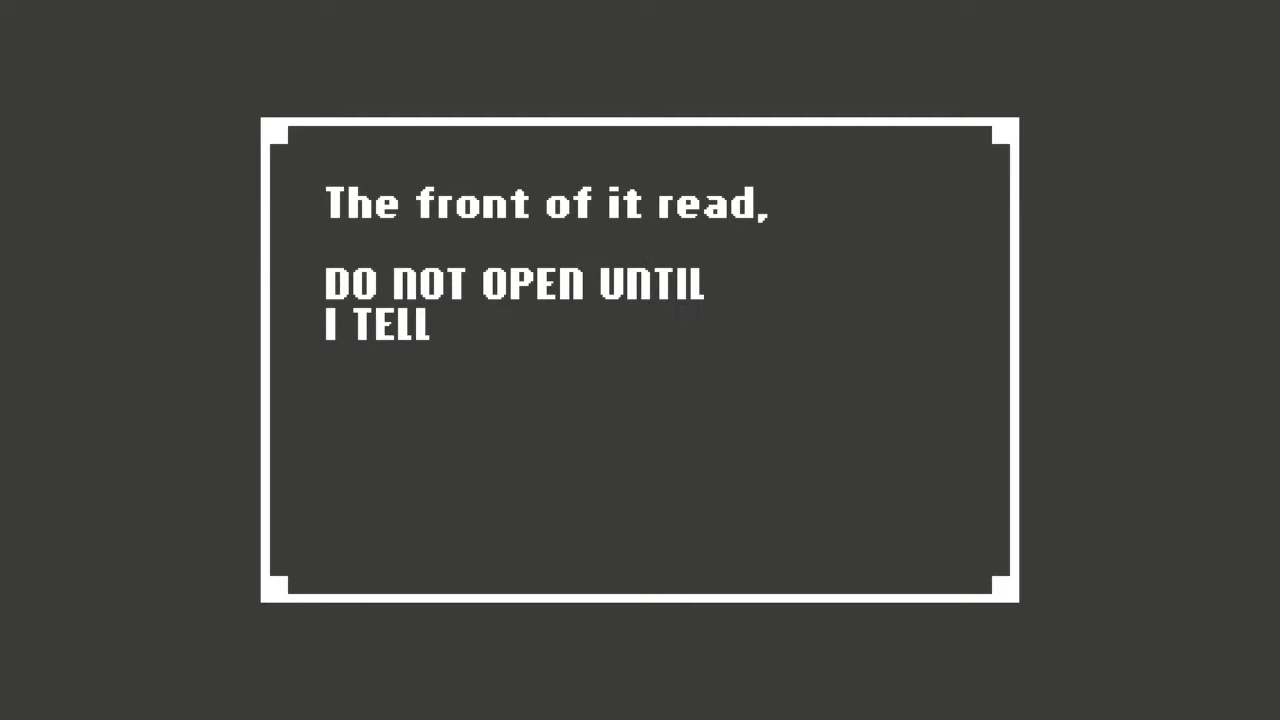 The front of it read,
DO NOT OPEN UNTIL
I TELL